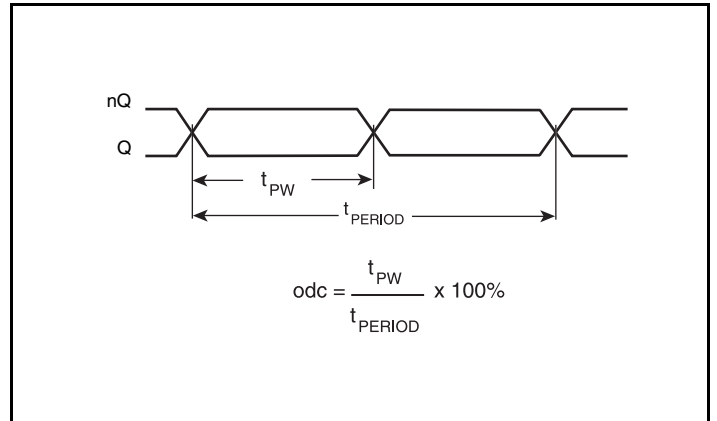 nQ
Q
tPW
tPERIOD
odc = tPW / tPERIOD x 100%